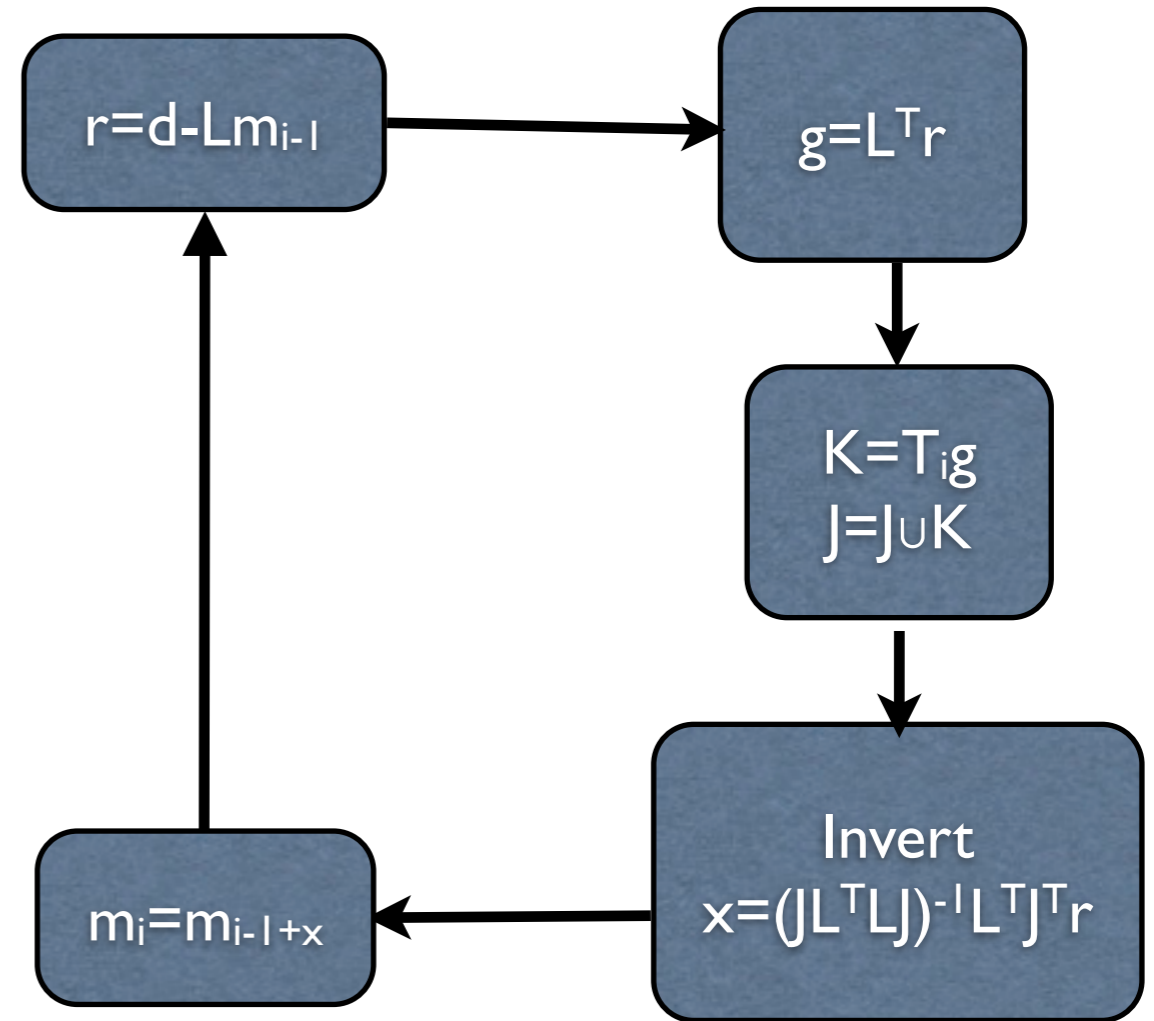 r=d-Lmᵢ₋₁
g=Lᵀr
K=Tᵢg
J=J∪K
Invert
x=(JLᵀLJ)⁻¹LᵀJᵀr
mᵢ=mᵢ₋₁₊ₓ